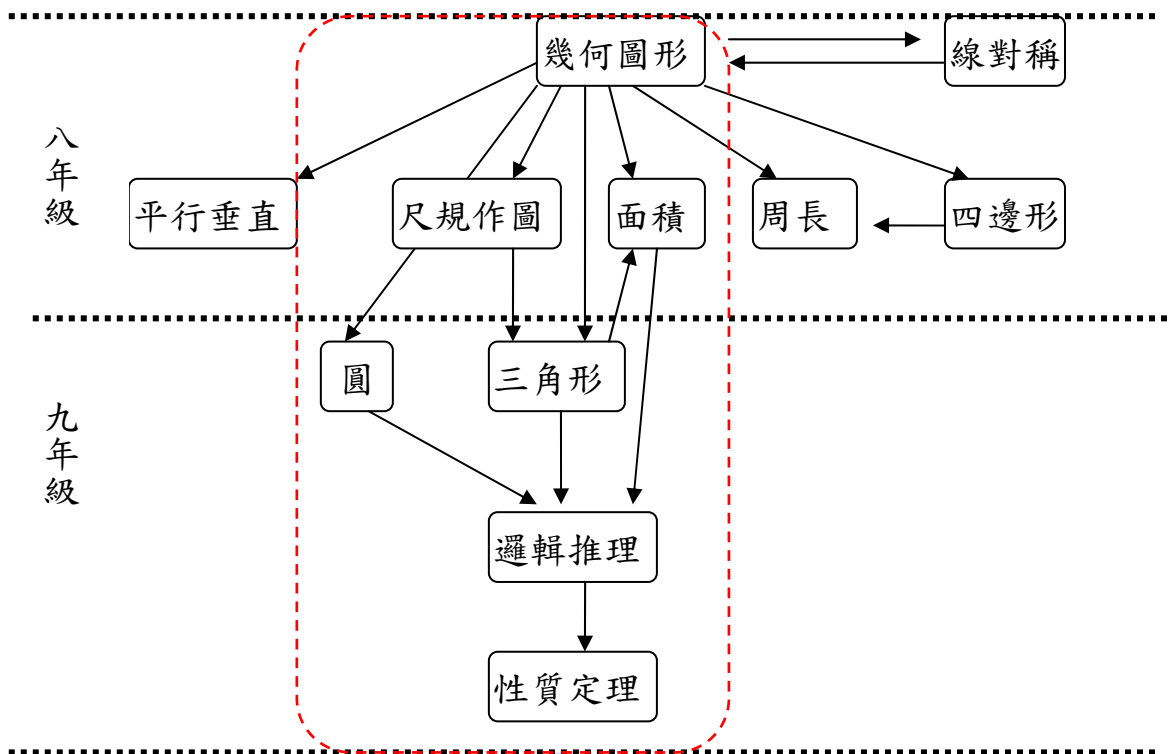 幾何圖形
線對稱
八年級
平行垂直
尺規作圖
面積
周長
四邊形
圓
三角形
九年級
邏輯推理
性質定理